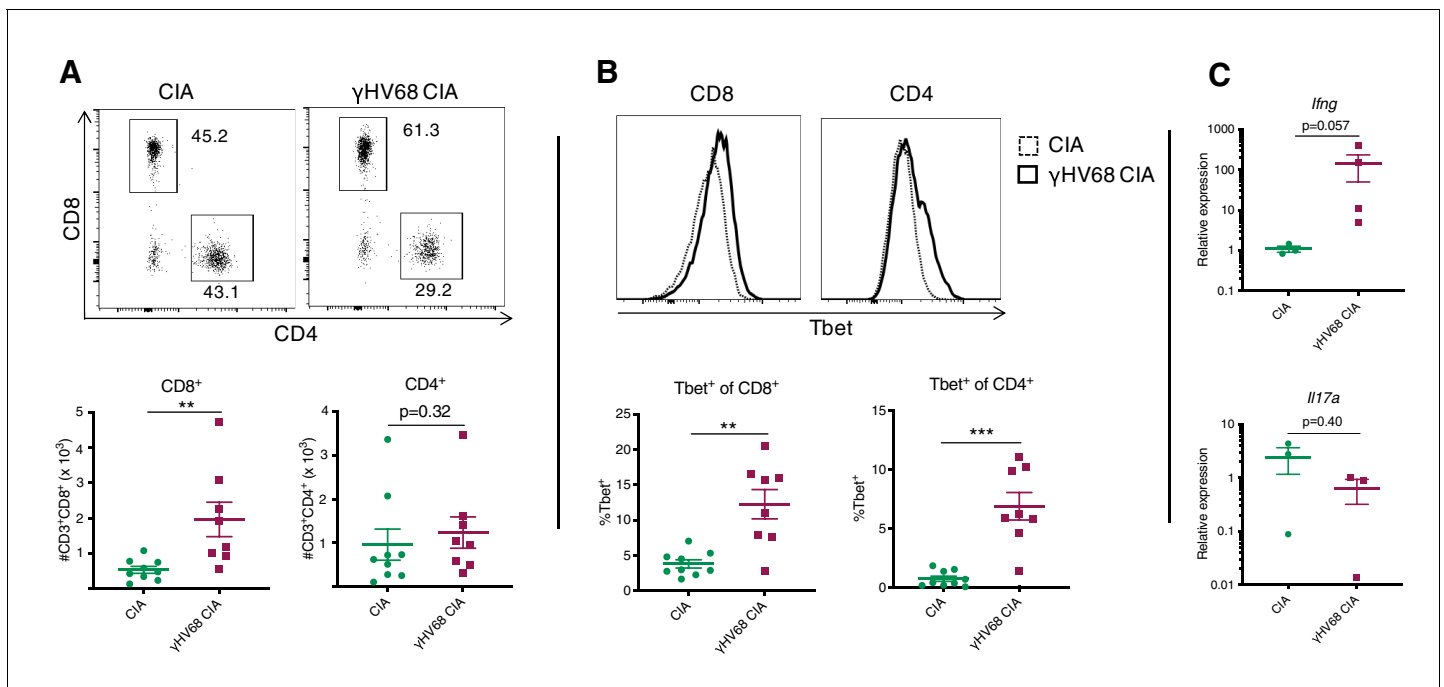 A
CIA
γHV68 CIA
45.2
61.3
43.1
29.2
CD8
CD4
CD8⁺
CD4⁺
**
p=0.32
#CD3⁺CD8⁺ (x 10³)
5
4
3
2
1
#CD3⁺CD4⁺ (x 10³)
4
3
2
1
CIA
γHV68 CIA
CIA
γHV68 CIA
B
CD8
CD4
CIA
γHV68 CIA
Tbet
Tbet⁺ of CD8⁺
Tbet⁺ of CD4⁺
**
***
%Tbet⁺
25
20
15
10
5
0
%Tbet⁺
15
10
5
0
CIA
γHV68 CIA
CIA
γHV68 CIA
C
Ifng
p=0.057
Relative expression
1000
100
10
1
0.1
CIA
γHV68 CIA
Il17a
p=0.40
Relative expression
10
1
0.1
0.01
CIA
γHV68 CIA